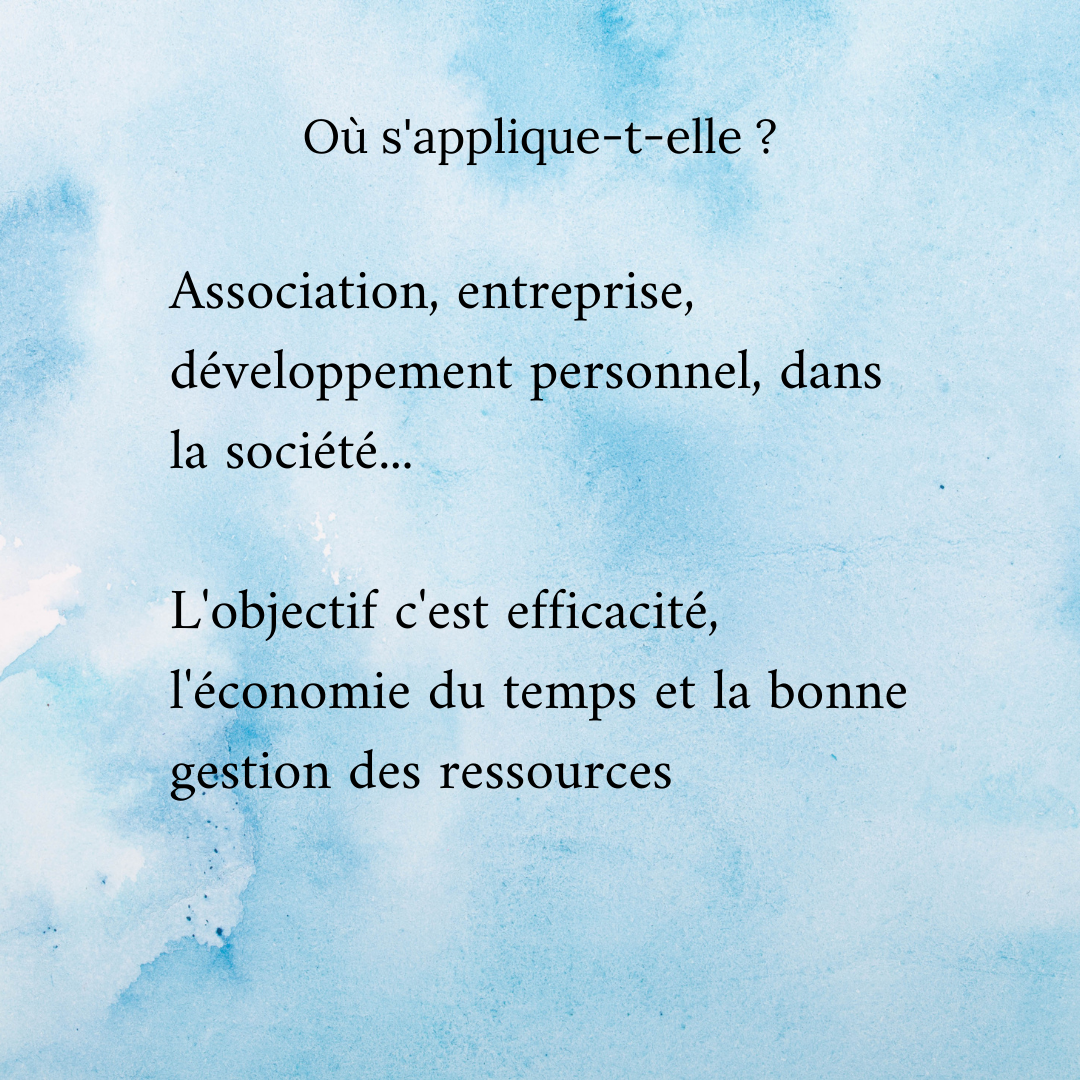 Où s'applique-t-elle ?
Association, entreprise,
développement personnel, dans
la société...
L'objectif c'est efficacité,
l'économie du temps et la bonne
gestion des ressources